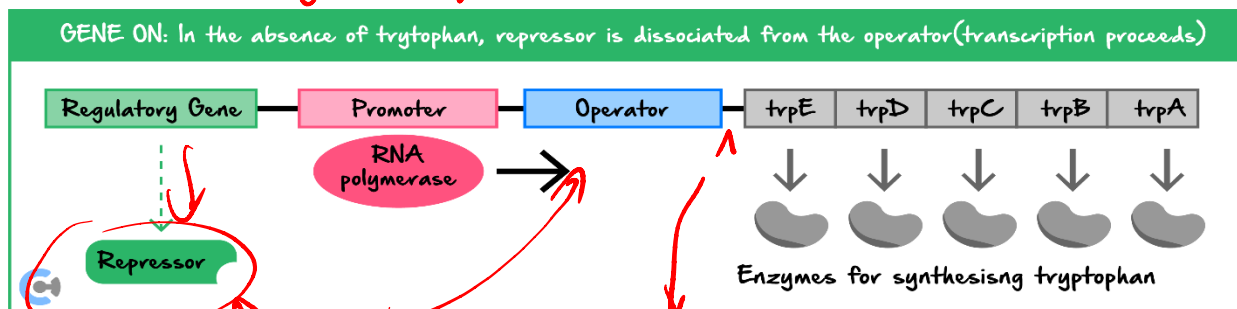 GENE ON: In the absence of trytophan, repressor is dissociated from the operator(transcription proceeds)
Regulatory Gene Promoter Operator trpE trpD trpC trpB trpA
RNA
polymerase
Repressor
Enzymes for synthesisng tryptophan